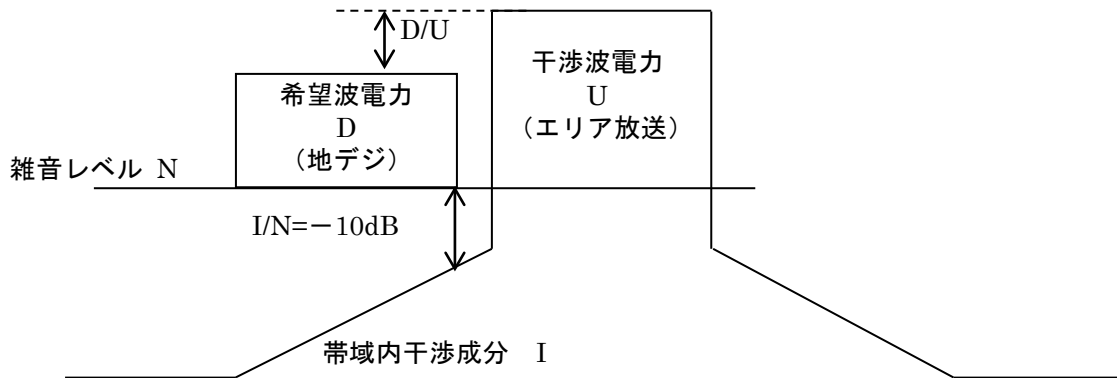 D/U
干渉波電力
U
(エリア放送)
希望波電力
D
(地デジ)
雑音レベル N
I/N=−10dB
帯域内干渉成分 I